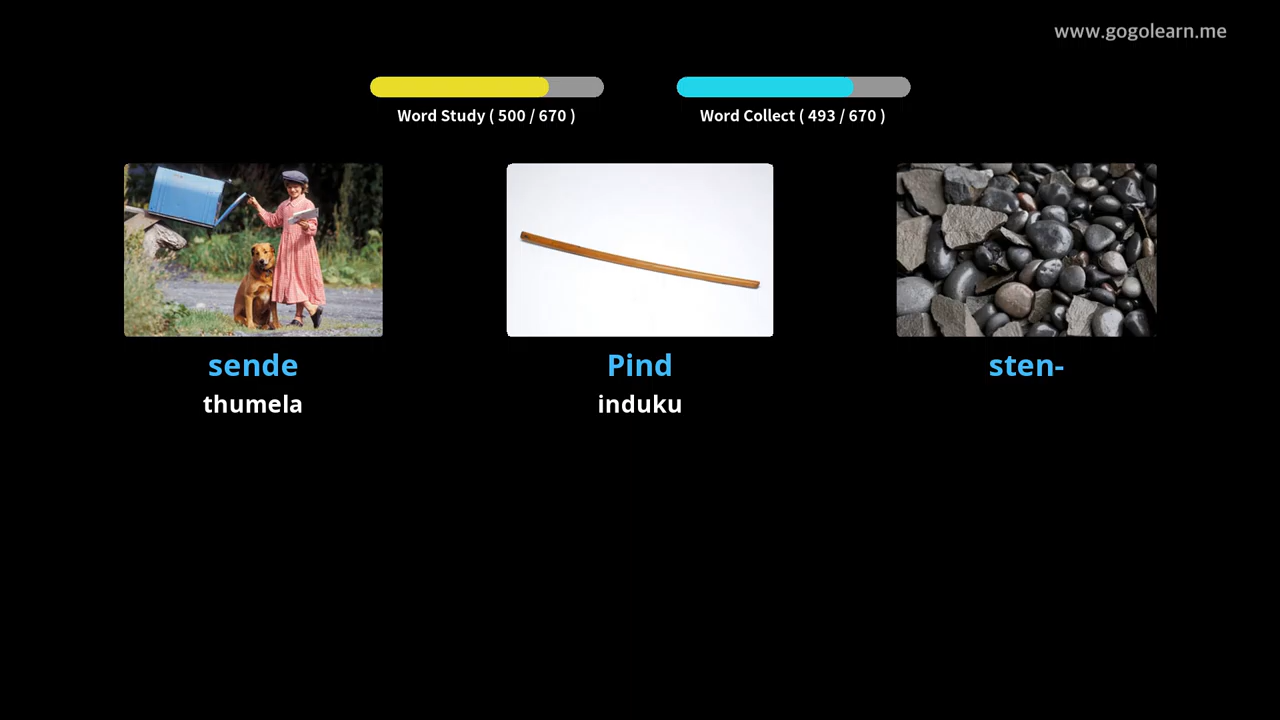 www.gogolearn.me
Word Study ( 500 / 670 )
Word Collect ( 493 / 670 )
sende
Pind
sten-
thumela
induku